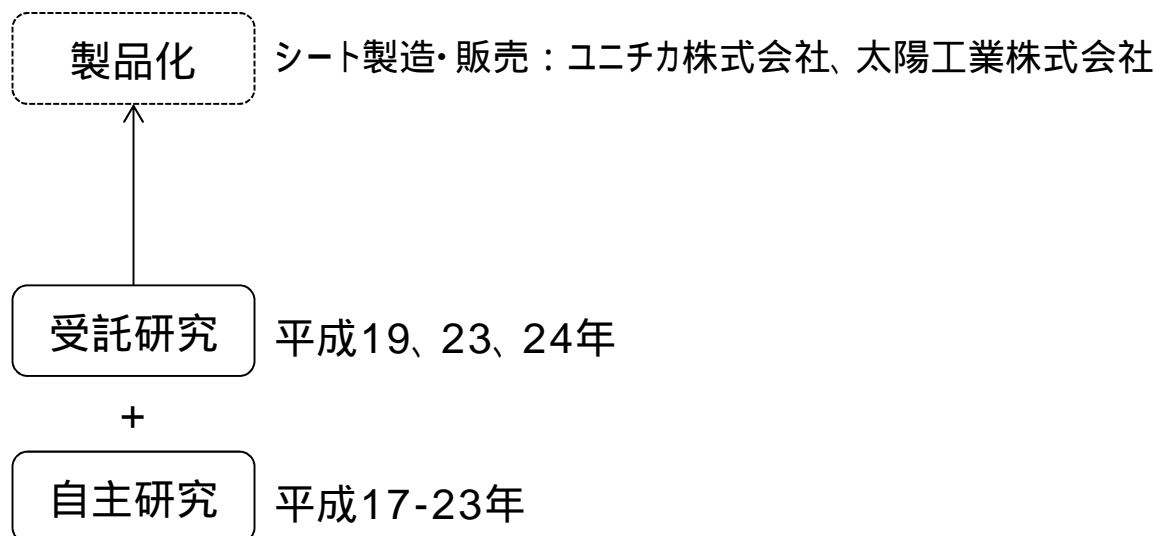 製品化 シート製造・販売：ユニチカ株式会社、太陽工業株式会社
受託研究 平成19、23、24年
+
自主研究 平成17-23年